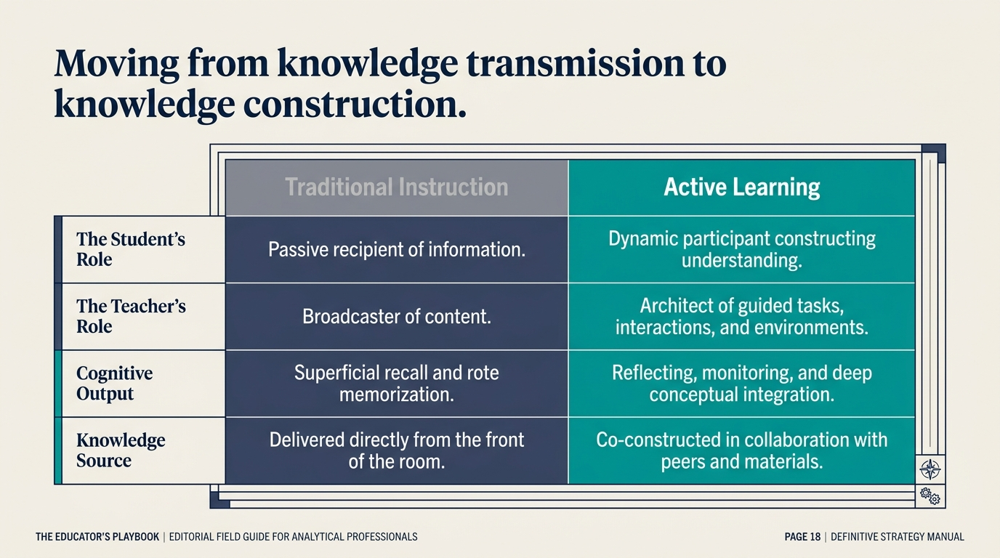 Moving from knowledge transmission to
knowledge construction.
Traditional Instruction
Active Learning
The Student’s
Role
Passive recipient of information.
Dynamic participant constructing
understanding.
The Teacher’s
Role
Broadcaster of content.
Architect of guided tasks,
interactions, and environments.
Cognitive
Output
Superficial recall and rote
memorization.
Reflecting, monitoring, and deep
conceptual integration.
Knowledge
Source
Delivered directly from the front
of the room.
Co-constructed in collaboration with
peers and materials.
THE EDUCATOR’S PLAYBOOK | EDITORIAL FIELD GUIDE FOR ANALYTICAL PROFESSIONALS
PAGE 18 | DEFINITIVE STRATEGY MANUAL